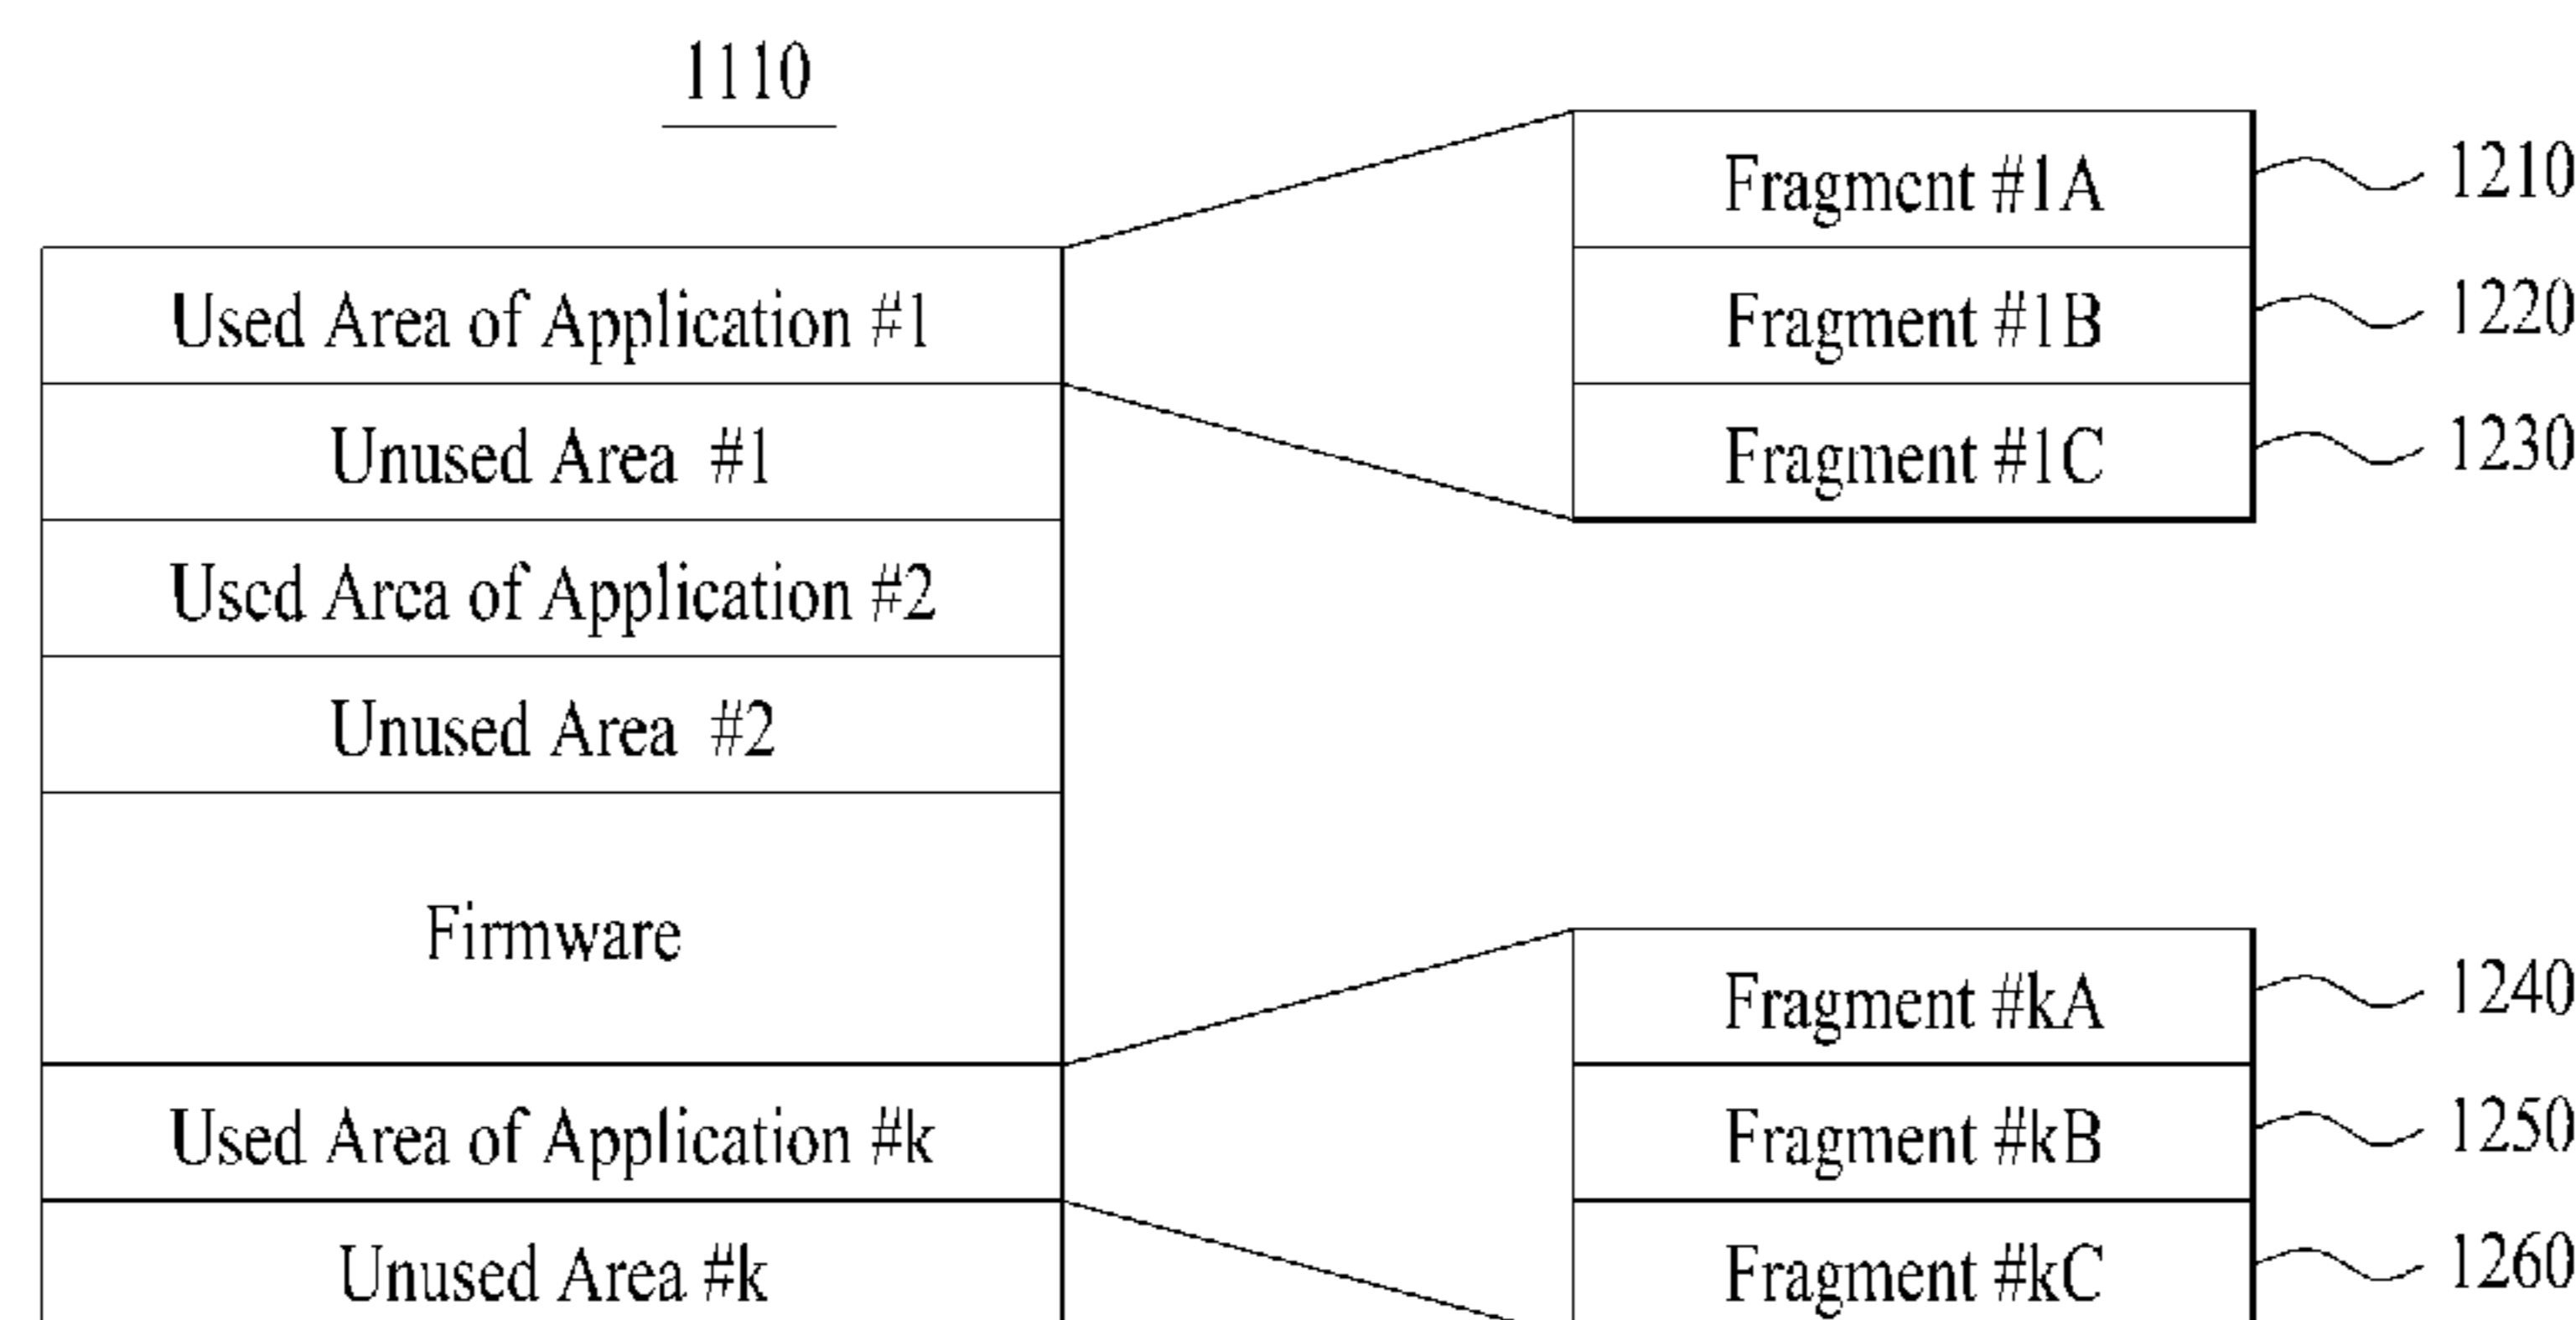 1110
Fragment #1A 1210
Used Area of Application #1
Fragment #1B 1220
Unused Area #1
Fragment #1C 1230
Used Area of Application #2
Unused Area #2
Firmware
Fragment #kA 1240
Used Area of Application #k
Fragment #kB 1250
Unused Area #k
Fragment #kC 1260